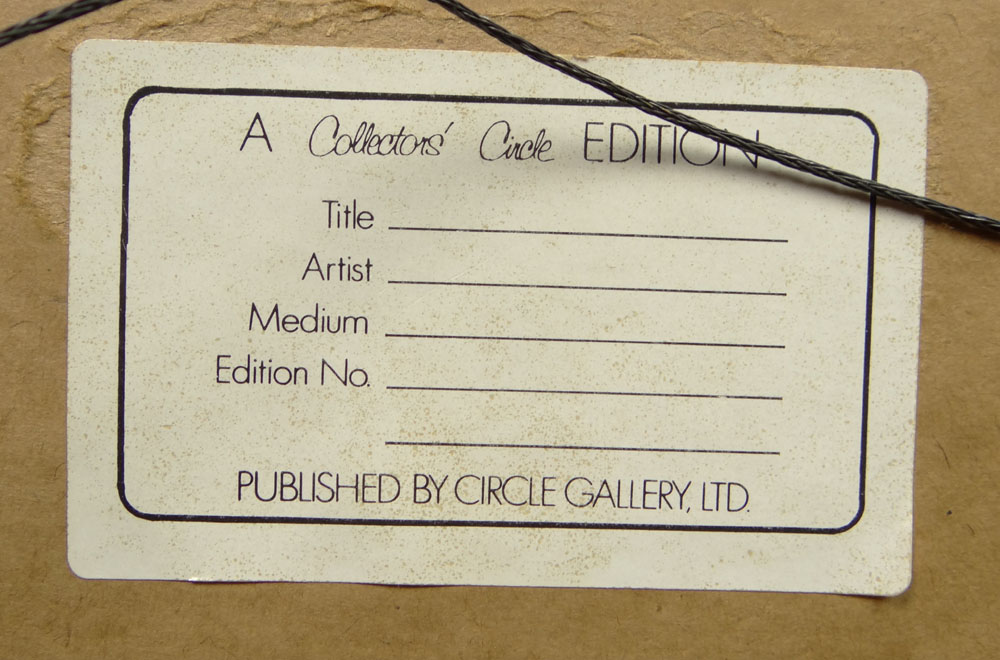 A Collectors' Circle EDITION
Title
Artist
Medium
Edition No.
PUBLISHED BY CIRCLE GALLERY, LTD.